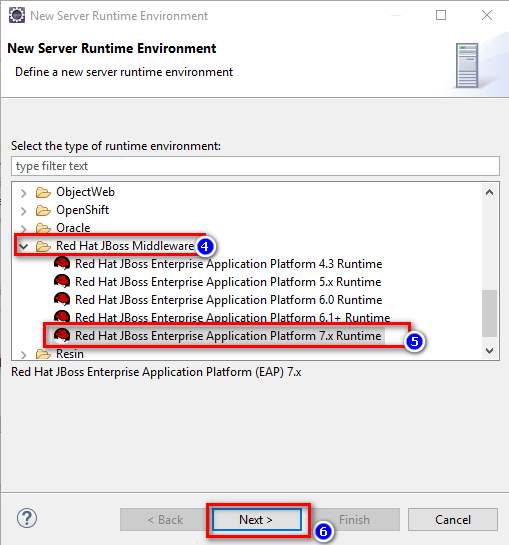 New Server Runtime Environment
New Server Runtime Environment
Define a new server runtime environment
Select the type of runtime environment:
type filter text
ObjectWeb
OpenShift
Oracle
Red Hat JBoss Middleware 4
Red Hat JBoss Enterprise Application Platform 4.3 Runtime
Red Hat JBoss Enterprise Application Platform 5.x Runtime
Red Hat JBoss Enterprise Application Platform 6.0 Runtime
Red Hat JBoss Enterprise Application Platform 6.1+ Runtime
Red Hat JBoss Enterprise Application Platform 7.x Runtime 5
Resin
Red Hat JBoss Enterprise Application Platform (EAP) 7.x
? < Back Next > 6 Finish Cancel